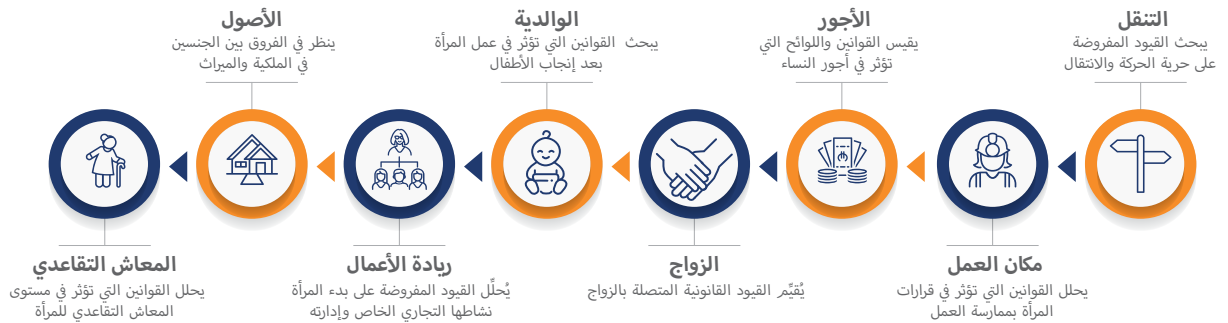 التنقل
يبحث القيود المفروضة
على حرية الحركة والانتقال
مكان العمل
يحلل القوانين التي تؤثر في قرارات
المرأة بممارسة العمل
الأجور
يقيس القوانين واللوائح التي
تؤثر في أجور النساء
الزواج
يُقيِّم القيود القانونية المتصلة بالزواج
الوالدية
يبحث القوانين التي تؤثر في عمل المرأة
بعد إنجاب الأطفال
ريادة الأعمال
يُحلِّل القيود المفروضة على بدء المرأة
نشاطها التجاري الخاص وإدارته
الأصول
ينظر في الفروق بين الجنسين
في الملكية والميراث
المعاش التقاعدي
يحلل القوانين التي تؤثر في مستوى
المعاش التقاعدي للمرأة